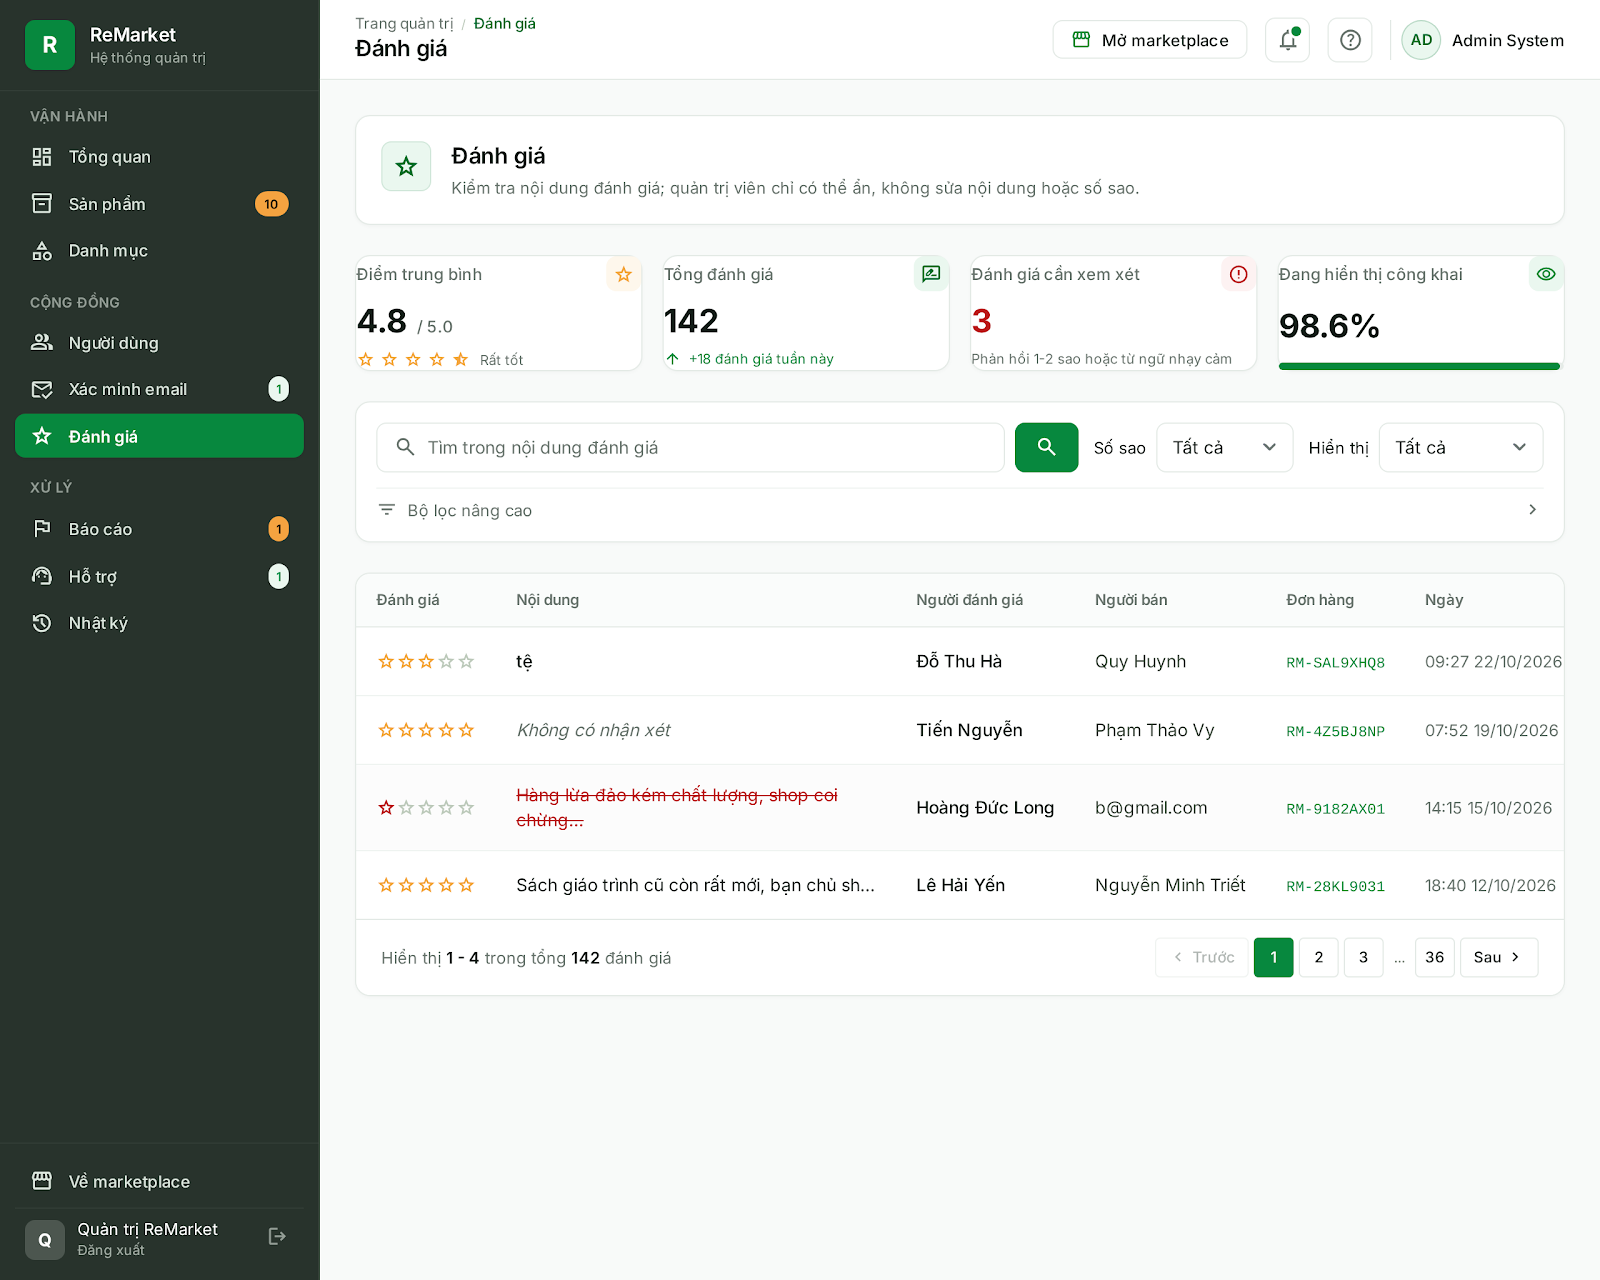 R
ReMarket
Hệ thống quản trị
VẬN HÀNH
Tổng quan
Sản phẩm
10
Danh mục
CỘNG ĐỒNG
Người dùng
Xác minh email
1
Đánh giá
XỬ LÝ
Báo cáo
1
Hỗ trợ
1
Nhật ký
Về marketplace
Q
Quản trị ReMarket
Đăng xuất
Trang quản trị / Đánh giá
Đánh giá
Mở marketplace
AD
Admin System
Đánh giá
Kiểm tra nội dung đánh giá; quản trị viên chỉ có thể ẩn, không sửa nội dung hoặc số sao.
Điểm trung bình
4.8 / 5.0
Rất tốt
Tổng đánh giá
142
+18 đánh giá tuần này
Đánh giá cần xem xét
3
Phản hồi 1-2 sao hoặc từ ngữ nhạy cảm
Đang hiển thị công khai
98.6%
Tìm trong nội dung đánh giá
Số sao
Tất cả
Hiển thị
Tất cả
Bộ lọc nâng cao
Đánh giá Nội dung Người đánh giá Người bán Đơn hàng Ngày
tệ Đỗ Thu Hà Quy Huynh RM-SAL9XHQ8 09:27 22/10/2026
Không có nhận xét Tiến Nguyễn Phạm Thảo Vy RM-4Z5BJ8NP 07:52 19/10/2026
Hàng lừa đảo kém chất lượng, shop coi
chừng... Hoàng Đức Long b@gmail.com RM-9182AX01 14:15 15/10/2026
Sách giáo trình cũ còn rất mới, bạn chủ sh... Lê Hải Yến Nguyễn Minh Triết RM-28KL9031 18:40 12/10/2026
Hiển thị 1 - 4 trong tổng 142 đánh giá
Trước 1 2 3 ... 36 Sau